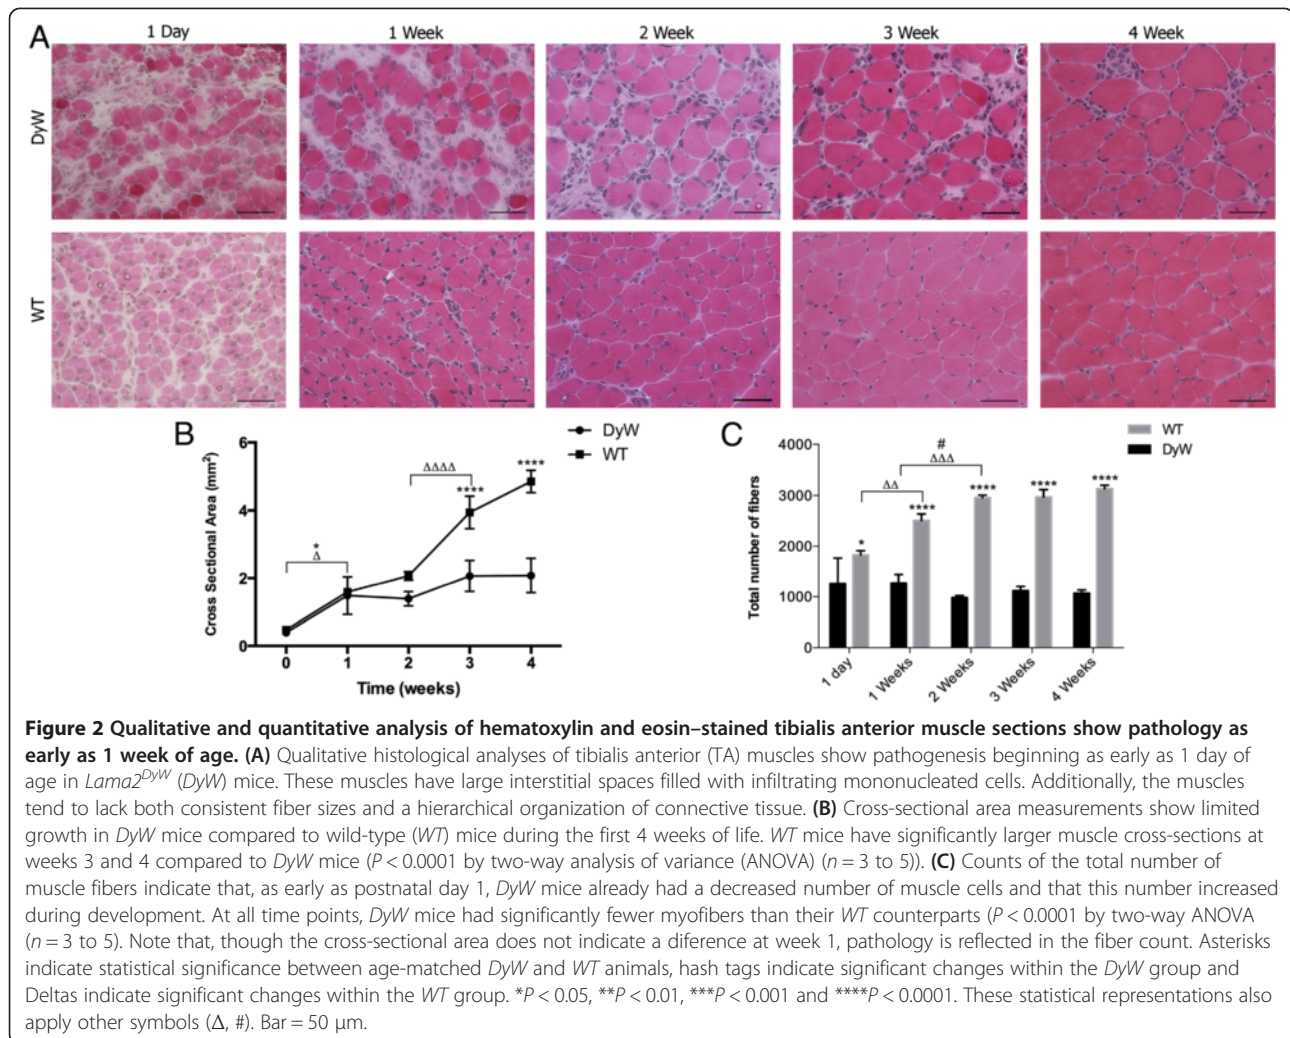 A
1 Day
1 Week
2 Week
3 Week
4 Week
DyW
WT
B
DyW
WT
6
4
2
0
Cross Sectional Area (mm²)
*
Δ
ΔΔΔΔ
****
****
0
1
2
3
4
Time (weeks)
C
WT
DyW
4000
3000
2000
1000
0
Total number of fibers
*
ΔΔ
****
#
ΔΔΔ
****
****
****
1 day
1 Weeks
2 Weeks
3 Weeks
4 Weeks
Figure 2 Qualitative and quantitative analysis of hematoxylin and eosin–stained tibialis anterior muscle sections show pathology as
early as 1 week of age. (A) Qualitative histological analyses of tibialis anterior (TA) muscles show pathogenesis beginning as early as 1 day of
age in Lama2DyW (DyW) mice. These muscles have large interstitial spaces filled with infiltrating mononucleated cells. Additionally, the muscles
tend to lack both consistent fiber sizes and a hierarchical organization of connective tissue. (B) Cross-sectional area measurements show limited
growth in DyW mice compared to wild-type (WT) mice during the first 4 weeks of life. WT mice have significantly larger muscle cross-sections at
weeks 3 and 4 compared to DyW mice (P < 0.0001 by two-way analysis of variance (ANOVA) (n = 3 to 5)). (C) Counts of the total number of
muscle fibers indicate that, as early as postnatal day 1, DyW mice already had a decreased number of muscle cells and that this number increased
during development. At all time points, DyW mice had significantly fewer myofibers than their WT counterparts (P < 0.0001 by two-way ANOVA
(n = 3 to 5). Note that, though the cross-sectional area does not indicate a diference at week 1, pathology is reflected in the fiber count. Asterisks
indicate statistical significance between age-matched DyW and WT animals, hash tags indicate significant changes within the DyW group and
Deltas indicate significant changes within the WT group. *P < 0.05, **P < 0.01, ***P < 0.001 and ****P < 0.0001. These statistical representations also
apply other symbols (Δ, #). Bar = 50 μm.